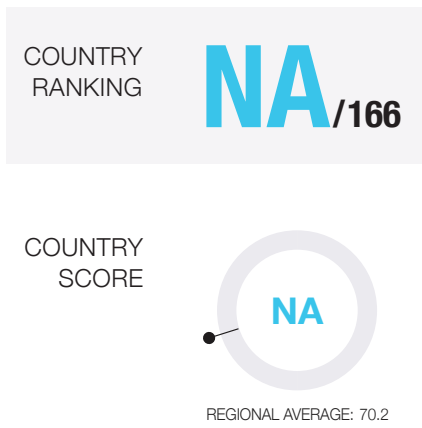 COUNTRY
RANKING
NA/166
COUNTRY
SCORE
NA
REGIONAL AVERAGE: 70.2